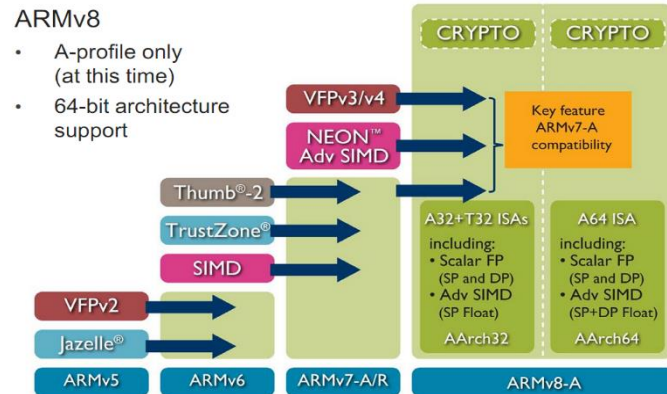 ARMv8
• A-profile only
(at this time)
• 64-bit architecture
support
CRYPTO
CRYPTO
VFPv3/v4
Key feature
ARMv7-A
compatibility
NEON™
Adv SIMD
Thumb®-2
TrustZone®
SIMD
A32+T32 ISAs
including:
• Scalar FP
(SP and DP)
• Adv SIMD
(SP Float)
AArch32
A64 ISA
including:
• Scalar FP
(SP and DP)
• Adv SIMD
(SP+DP Float)
AArch64
VFPv2
Jazelle®
ARMv5
ARMv6
ARMv7-A/R
ARMv8-A